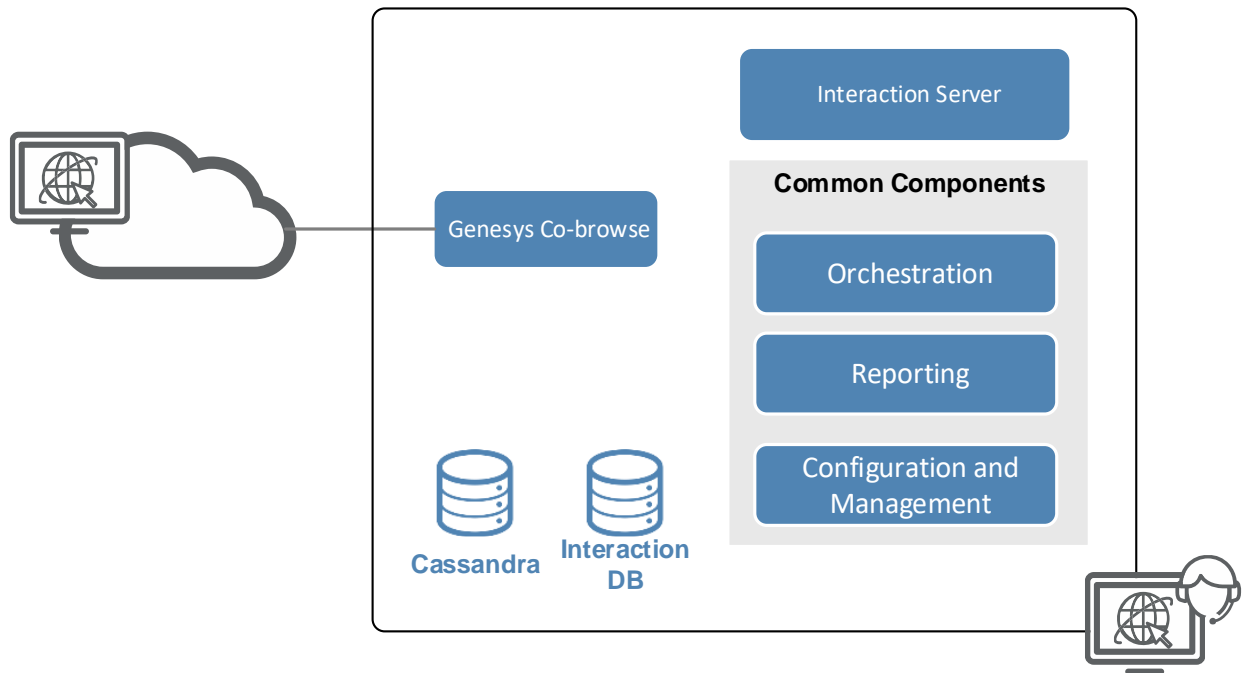 Interaction Server
Common Components
Genesys Co-browse
Orchestration
Reporting
Configuration and
Management
Cassandra
Interaction
DB